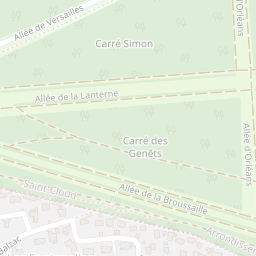 Allée de Versailles
d'Orléans
Carré Simon
Allée de la Lanterne
Allée d'Orléans
Carré des
Genêts
Allée de la Broussaille
Saint-Cloud
Balzac